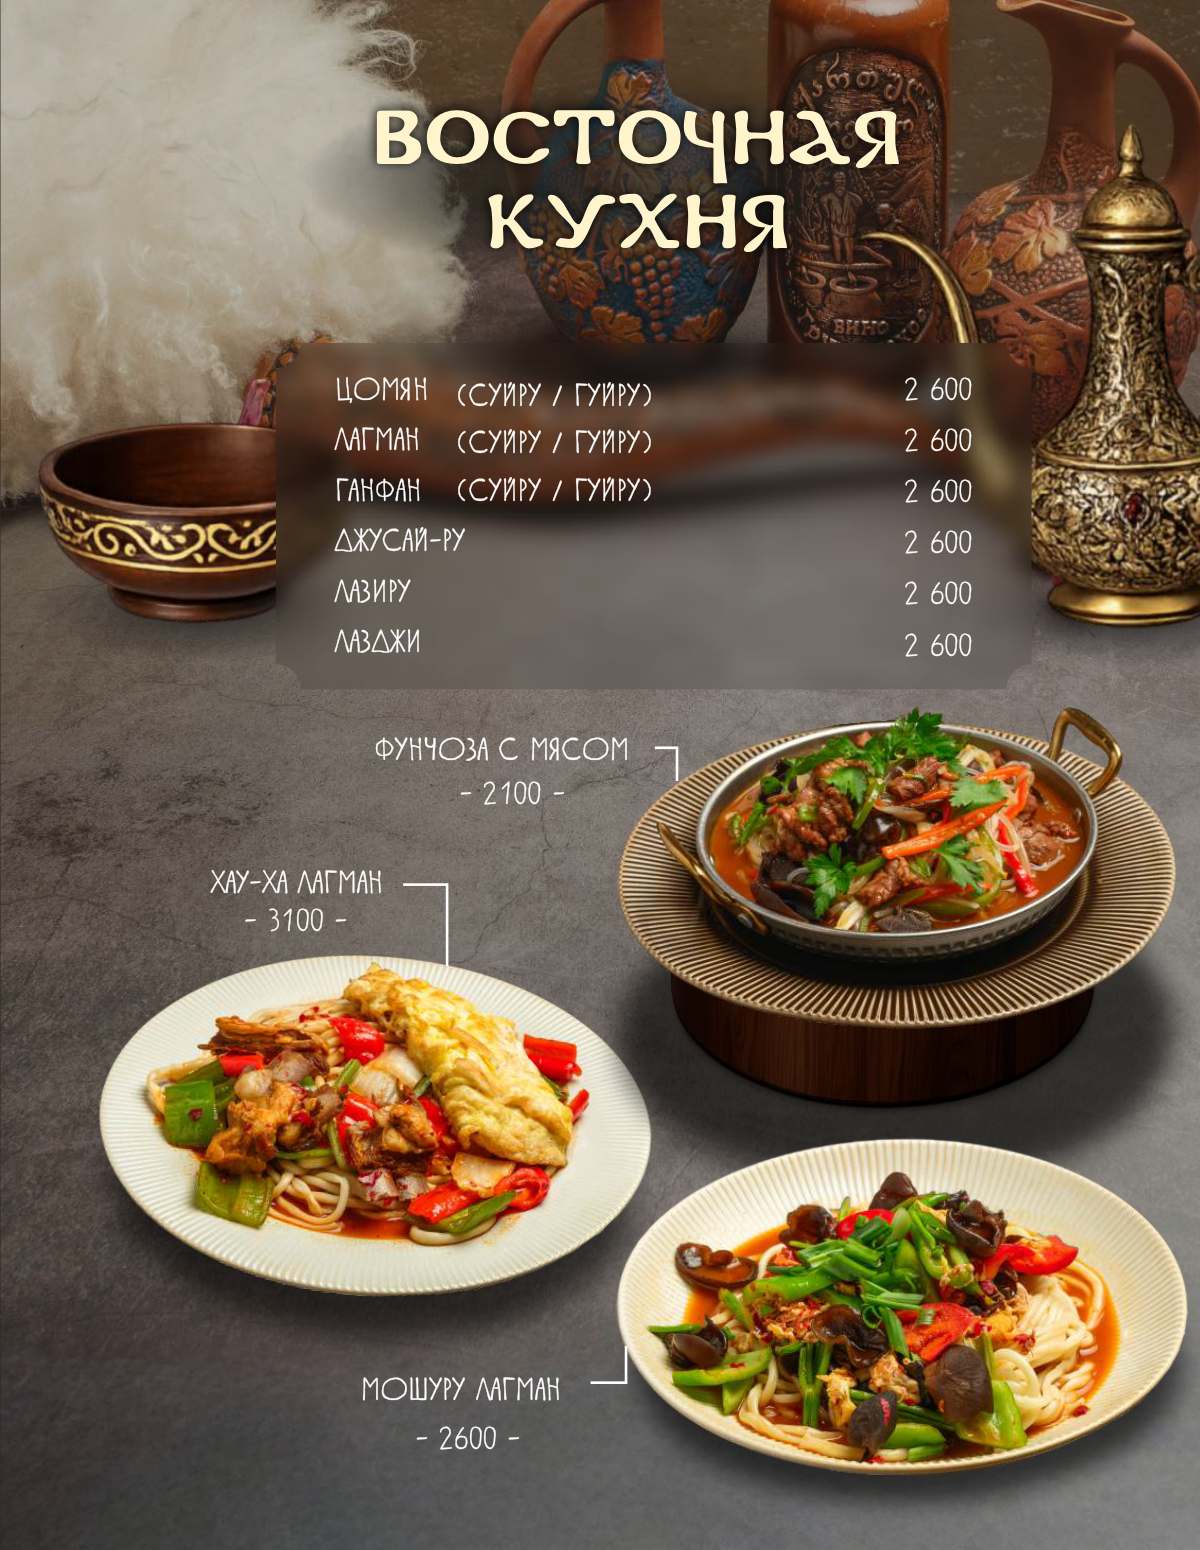 ВОСТОЧНАЯ
КУХНЯ
ВИНО
ЦОМЯН (СУЙРУ / ГУЙРУ) 2 600
ЛАГМАН (СУЙРУ / ГУЙРУ) 2 600
ГАНФАН (СУЙРУ / ГУЙРУ) 2 600
ДЖУСАЙ-РУ 2 600
ЛАЗИРУ 2 600
ЛАЗДЖИ 2 600
ФУНЧОЗА С МЯСОМ
- 2100 -
ХАУ-ХА ЛАГМАН
- 3100 -
МОШУРУ ЛАГМАН
- 2600 -